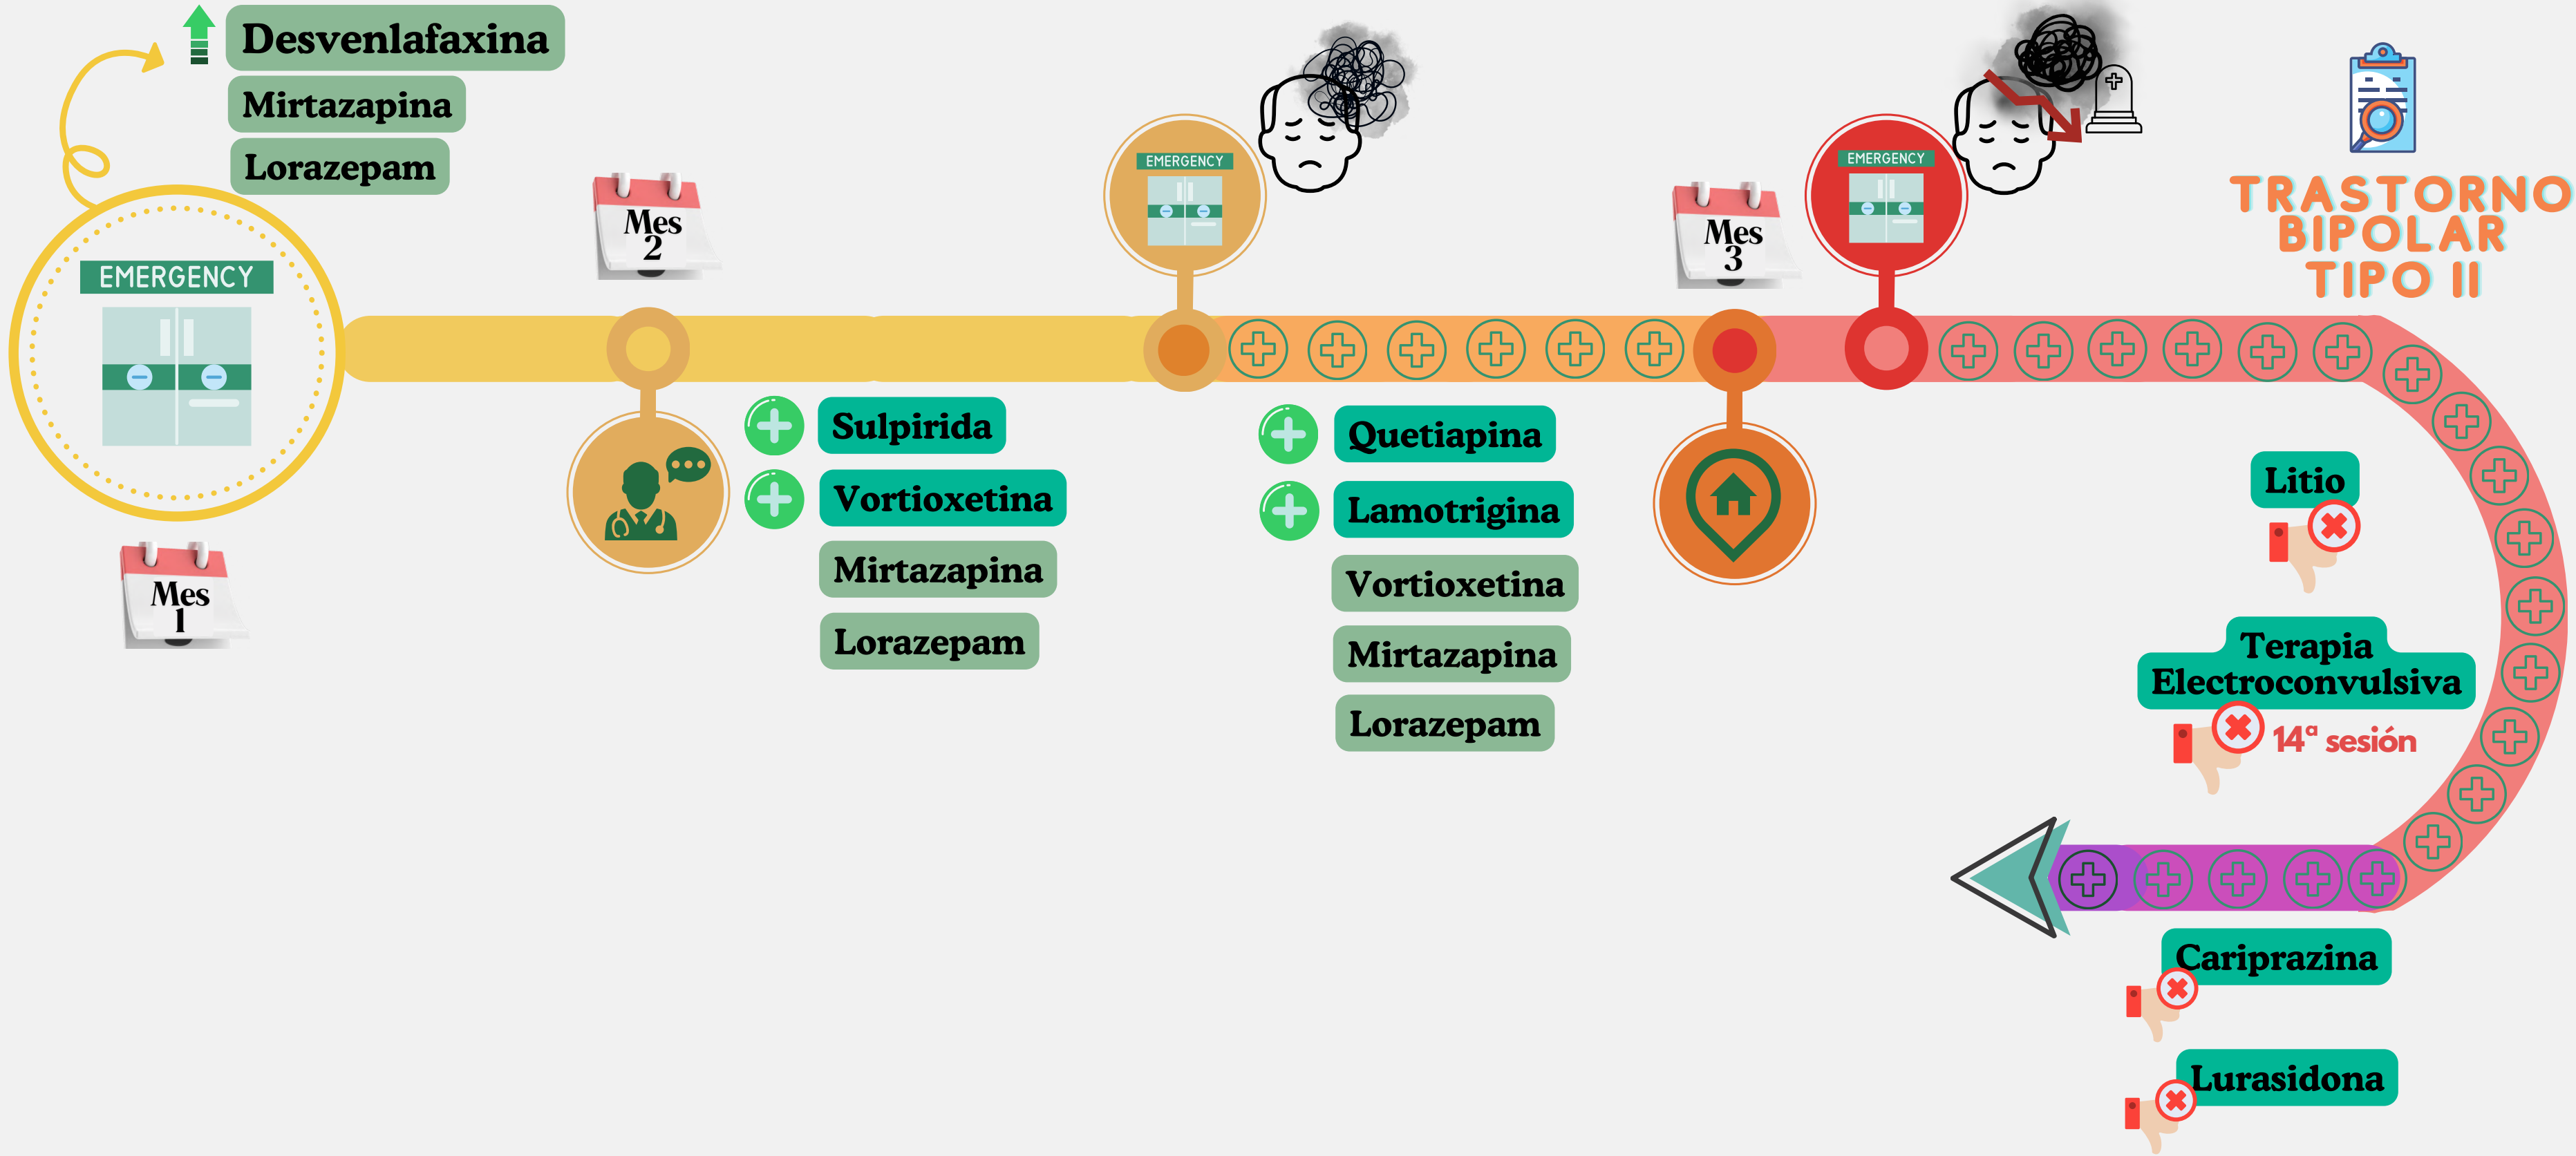 Desvenlafaxina
Mirtazapina
Lorazepam
EMERGENCY
Mes
1
Mes
2
Sulpirida
Vortioxetina
Mirtazapina
Lorazepam
EMERGENCY
Quetiapina
Lamotrigina
Vortioxetina
Mirtazapina
Lorazepam
Mes
3
EMERGENCY
TRASTORNO
BIPOLAR
TIPO II
Litio
Terapia
Electroconvulsiva
14ª sesión
Cariprazina
Lurasidona